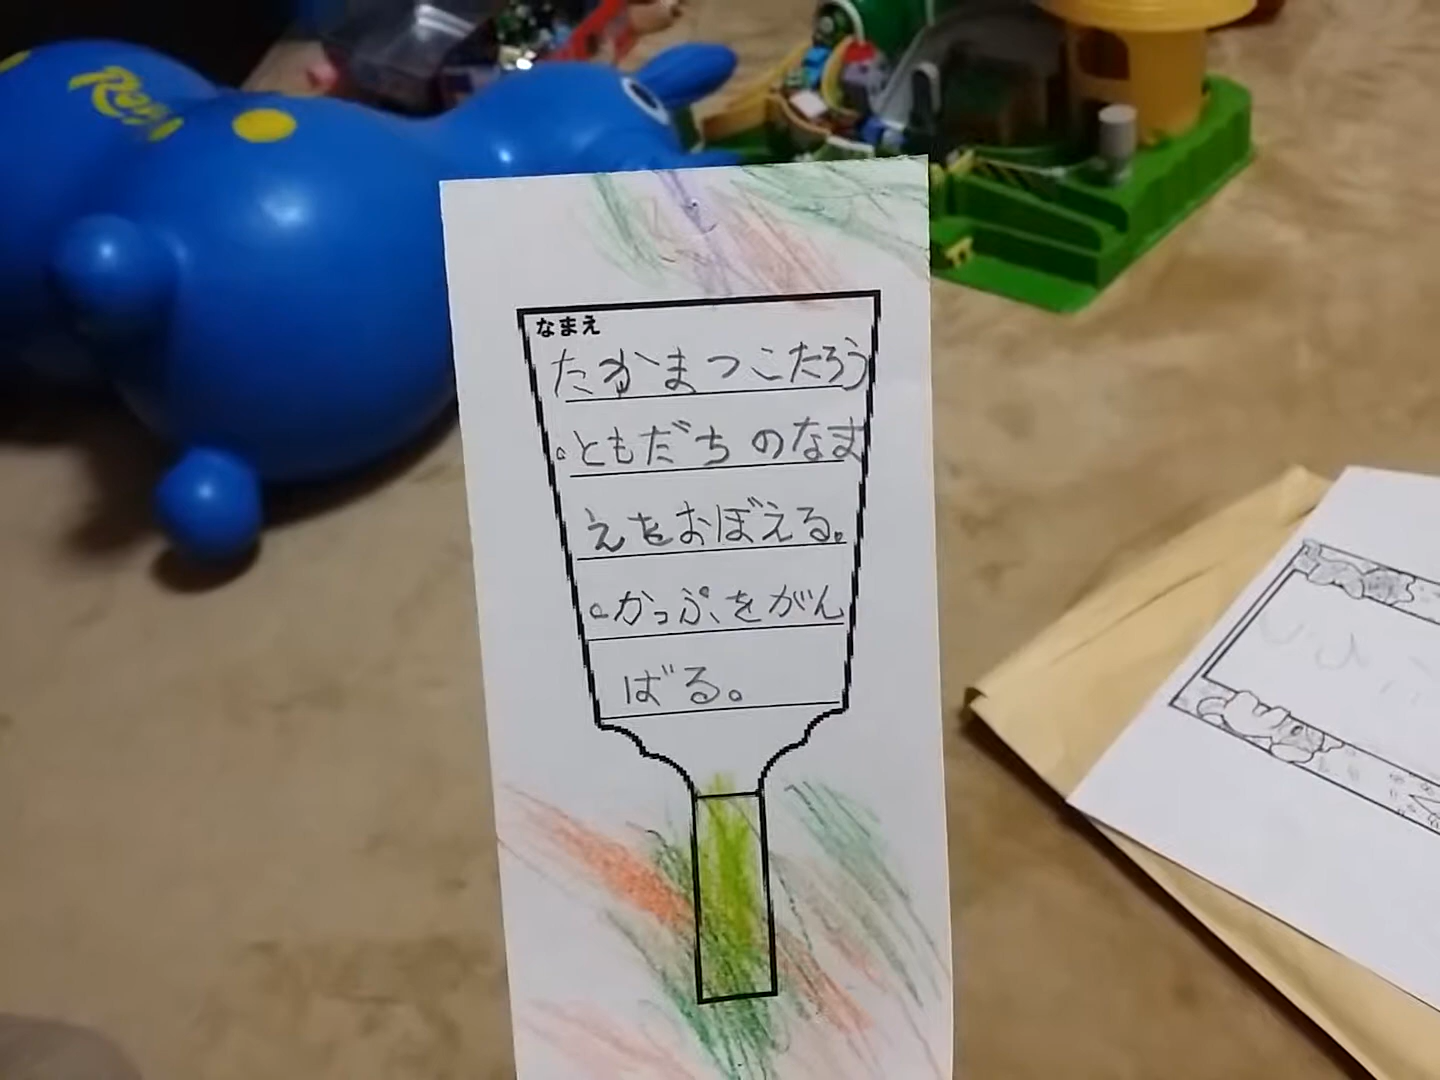 Rody
なまえ
たかまつこたろう
。ともだちのなま
えをおぼえる。
。かっぷをがん
ばる。